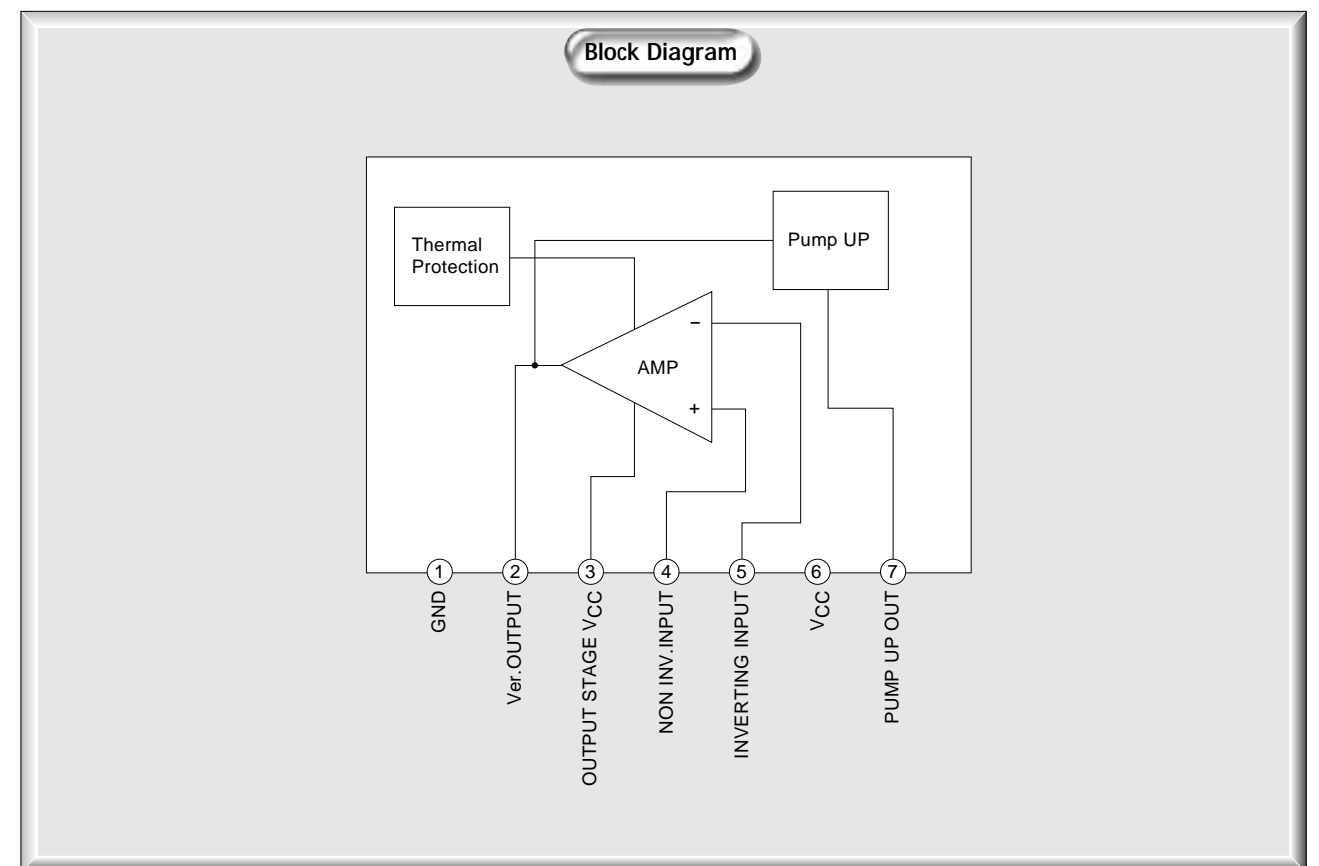 Block Diagram
Thermal
Protection
Pump UP
−
AMP
+
1
2
3
4
5
6
7
GND
Ver.OUTPUT
OUTPUT STAGE VCC
NON INV.INPUT
INVERTING INPUT
VCC
PUMP UP OUT